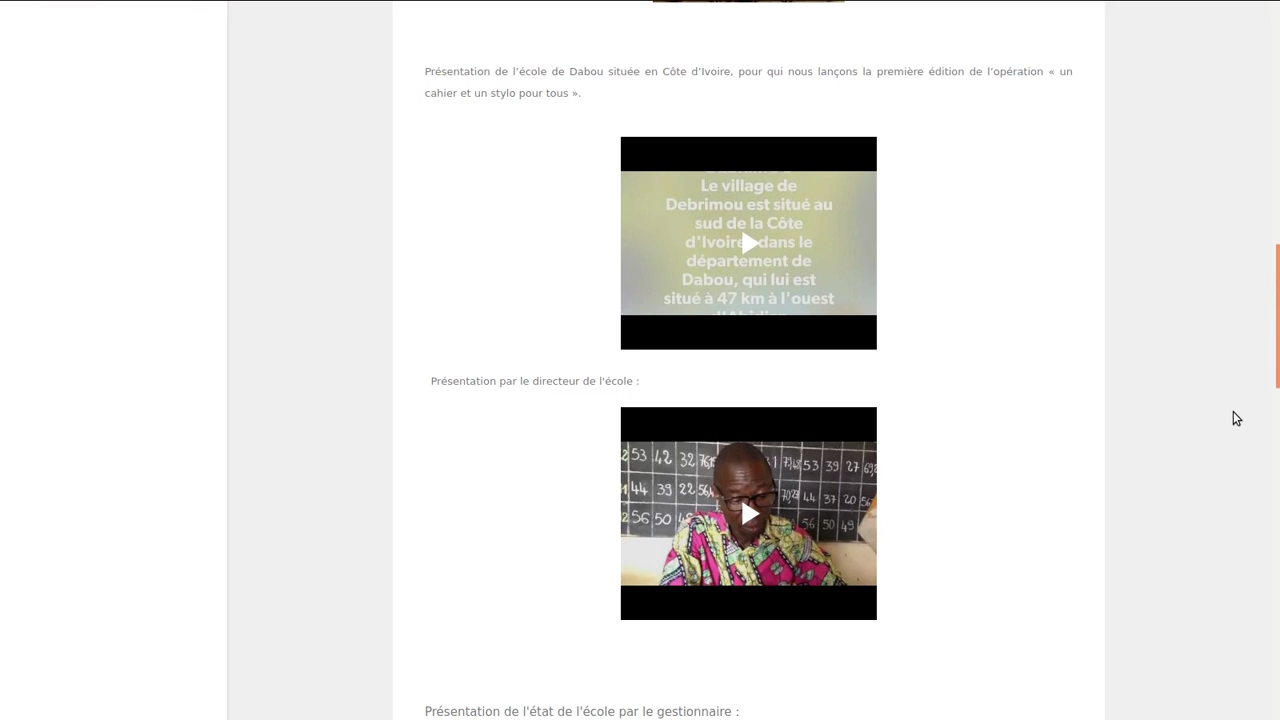 Présentation de l’école de Dabou située en Côte d’Ivoire, pour qui nous lançons la première édition de l’opération « un
cahier et un stylo pour tous ».
Le village de
Debrimou est situé au
sud de la Côte
d'Ivoire, dans le
département de
Dabou, qui lui est
situé à 47 km à l'ouest
Présentation par le directeur de l'école :
53 42 32 53 39 27
44 39 22 44 37 20
56 50 56 50 49
Présentation de l'état de l'école par le gestionnaire :